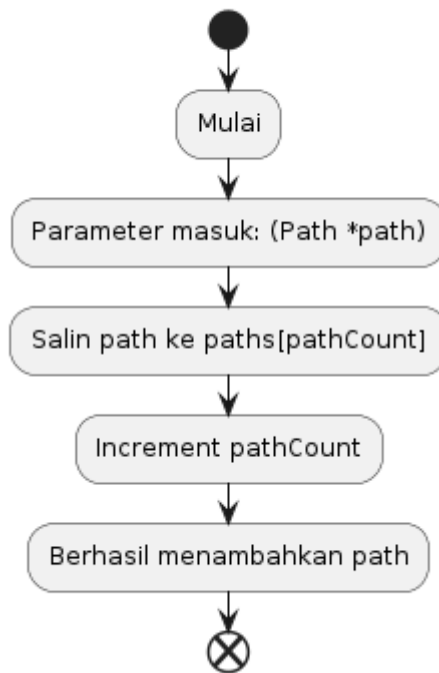 Mulai
Parameter masuk: (Path *path)
Salin path ke paths[pathCount]
Increment pathCount
Berhasil menambahkan path